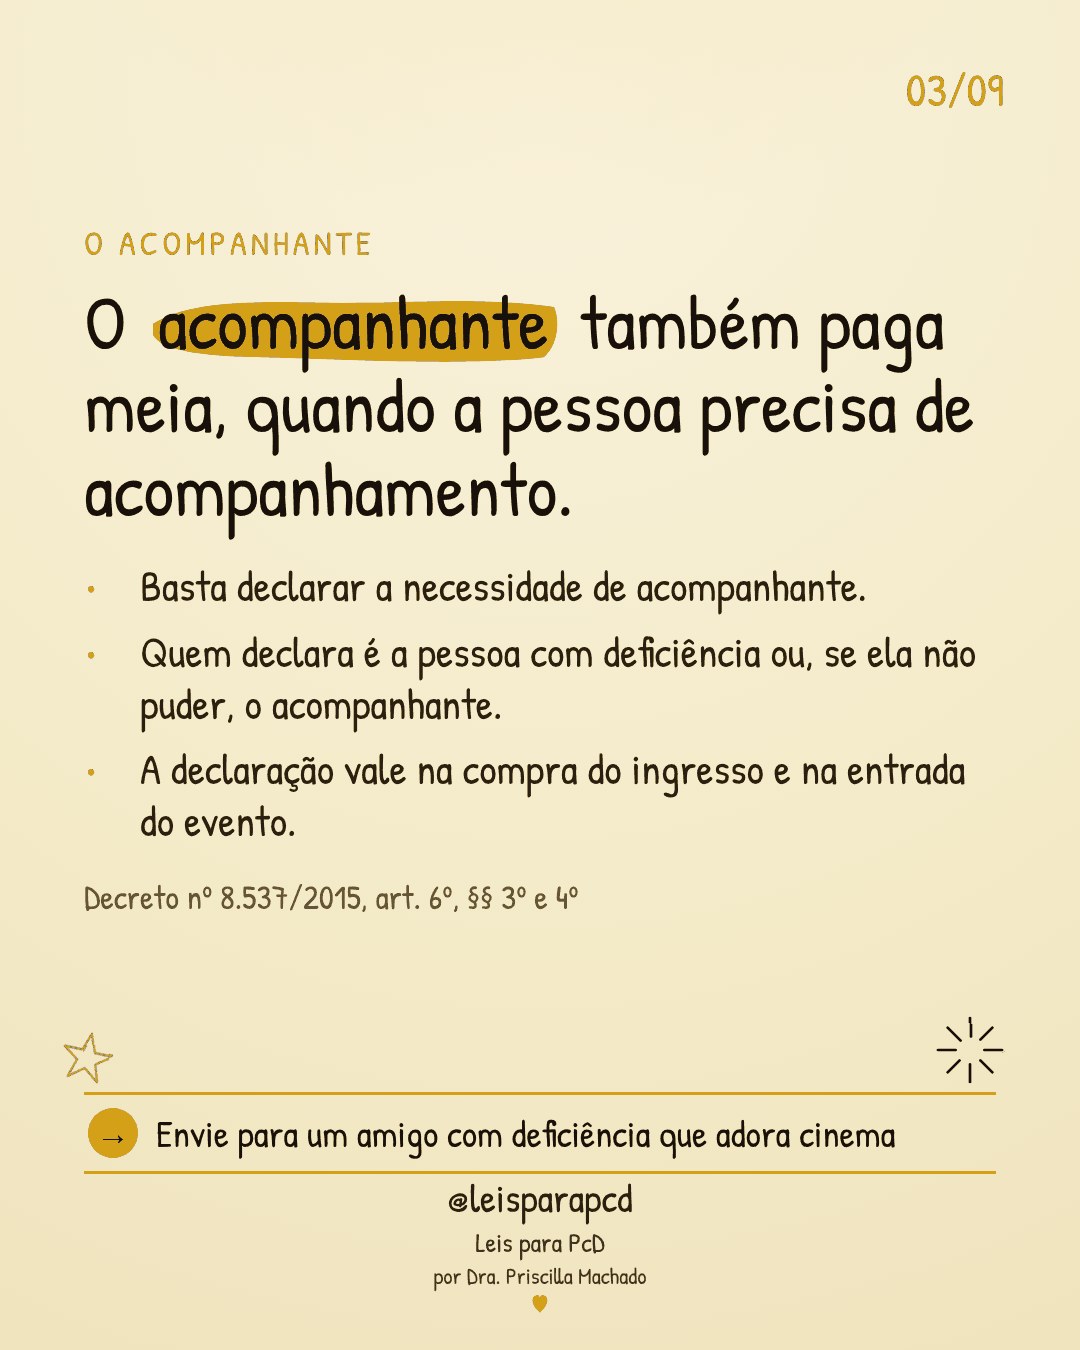 03/09
O ACOMPANHANTE
O acompanhante também paga
meia, quando a pessoa precisa de
acompanhamento.
• Basta declarar a necessidade de acompanhante.
• Quem declara é a pessoa com deficiência ou, se ela não
puder, o acompanhante.
• A declaração vale na compra do ingresso e na entrada
do evento.
Decreto nº 8.537/2015, art. 6º, §§ 3º e 4º
→ Envie para um amigo com deficiência que adora cinema
@leisparapcd
Leis para PcD
por Dra. Priscilla Machado